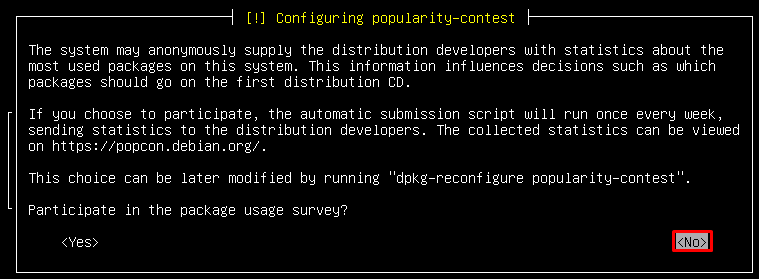 [!] Configuring popularity-contest
The system may anonymously supply the distribution developers with statistics about the
most used packages on this system. This information influences decisions such as which
packages should go on the first distribution CD.
If you choose to participate, the automatic submission script will run once every week,
sending statistics to the distribution developers. The collected statistics can be viewed
on https://popcon.debian.org/.
This choice can be later modified by running "dpkg-reconfigure popularity-contest".
Participate in the package usage survey?
<Yes> <No>